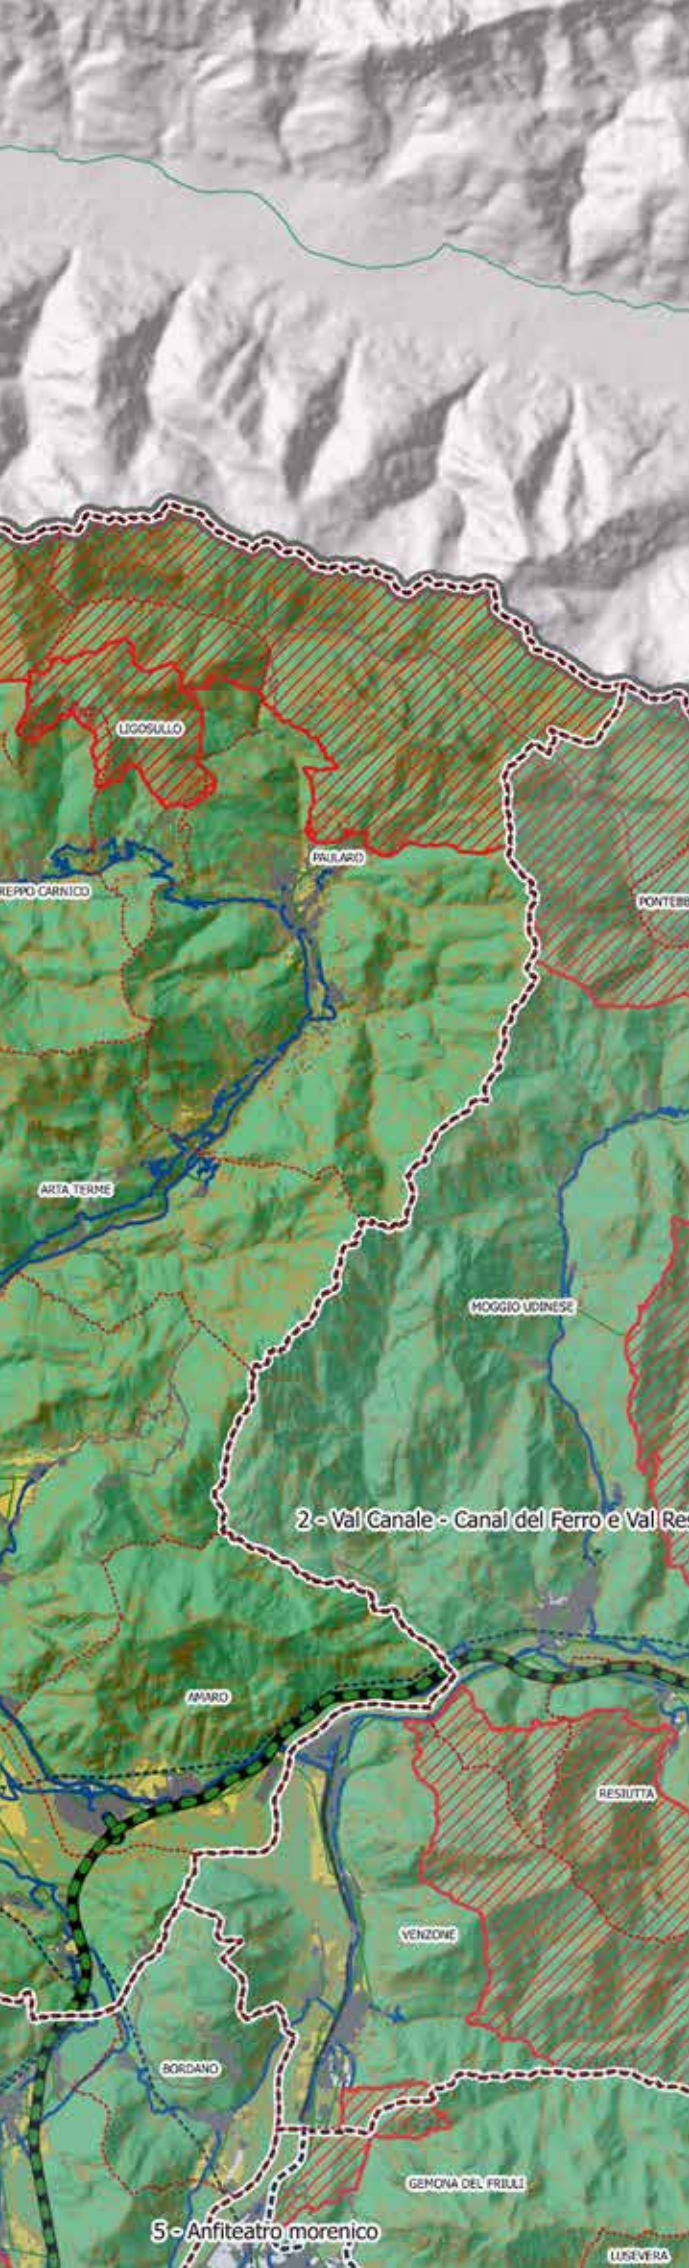 LIGOSULLO
PAULARO
REPPO CARNICO
PONTEBB
ARTA TERME
MOGGIO UDINESE
2 - Val Canale - Canal del Ferro e Val Res
AMARO
RESIUTTA
VENZONE
BORDANO
GEMONA DEL FRIULI
5 - Anfiteatro morenico
LUSEVERA